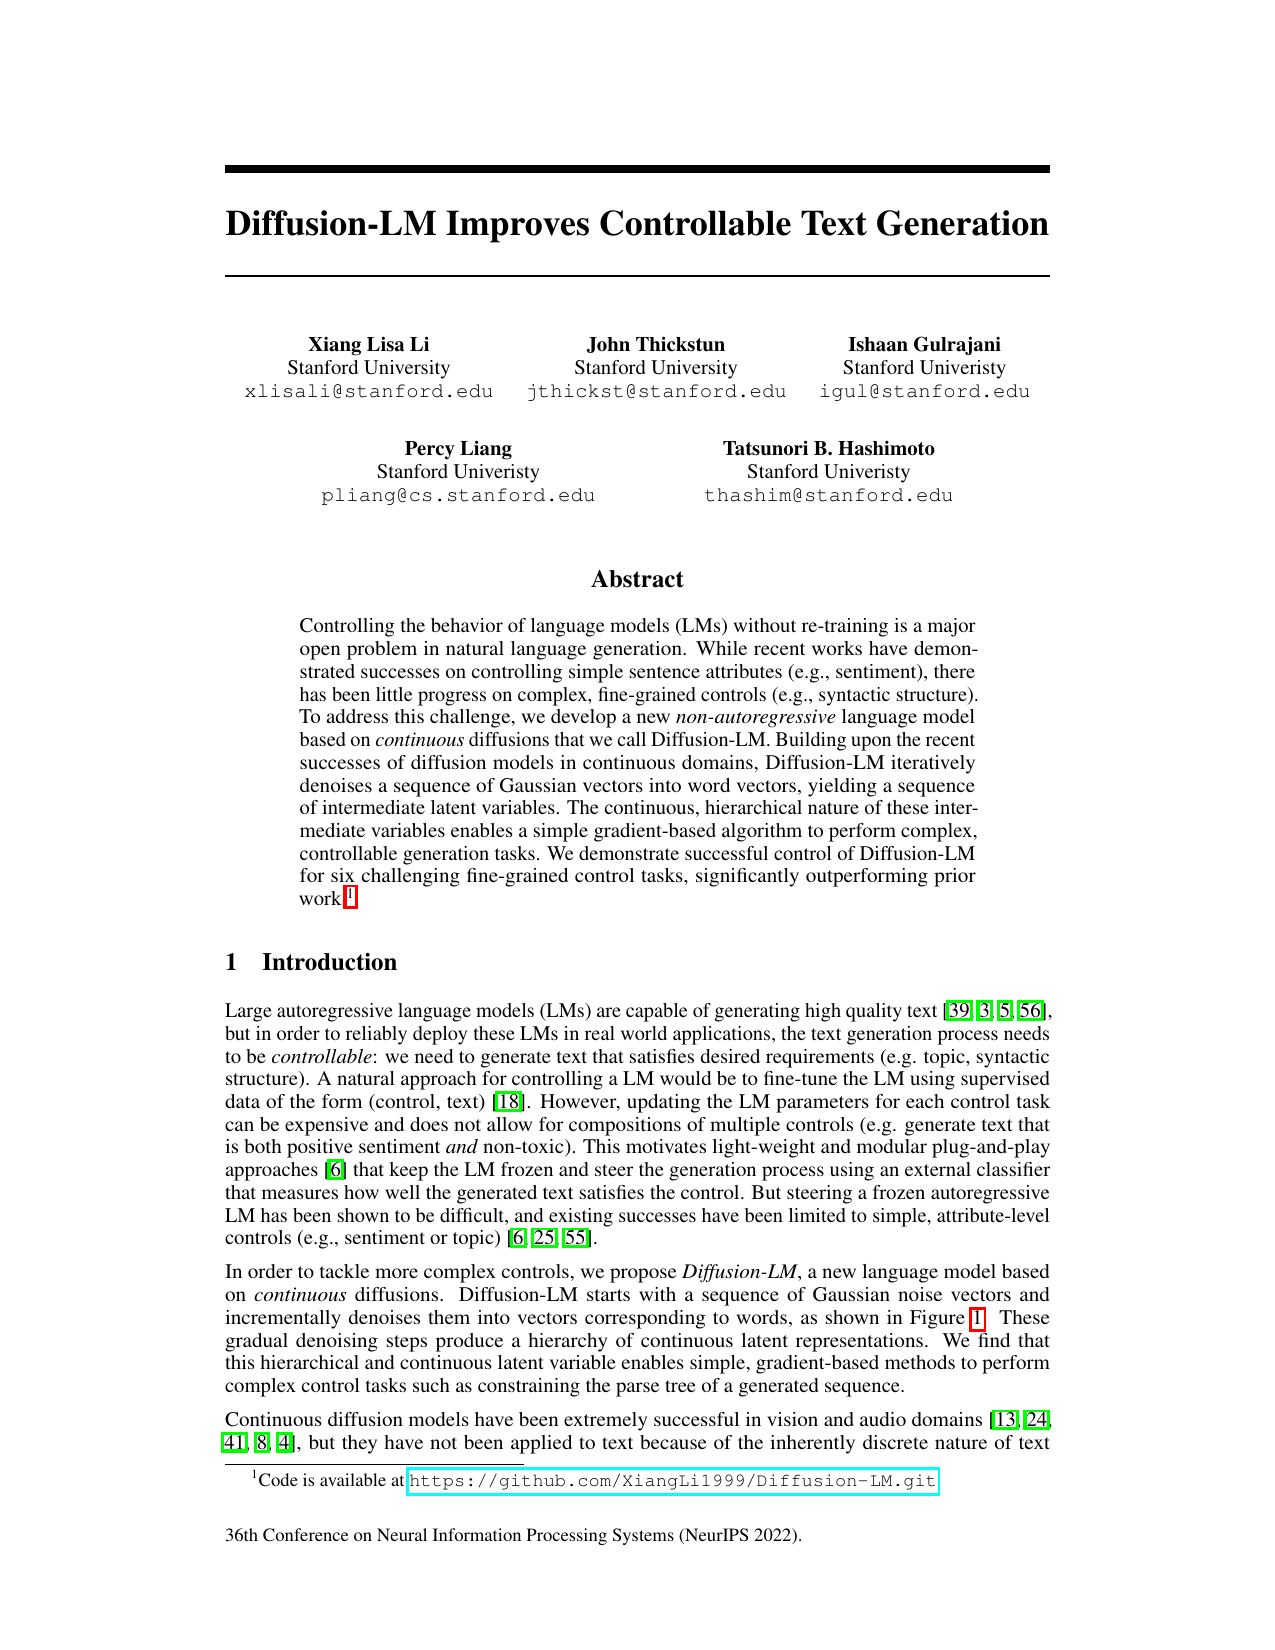 Diffusion-LM Improves Controllable Text Generation
Xiang Lisa Li
Stanford University
xlisali@stanford.edu
John Thickstun
Stanford University
jthickst@stanford.edu
Ishaan Gulrajani
Stanford Univeristy
igul@stanford.edu
Percy Liang
Stanford Univeristy
pliang@cs.stanford.edu
Tatsunori B. Hashimoto
Stanford Univeristy
thashim@stanford.edu
Abstract
Controlling the behavior of language models (LMs) without re-training is a major
open problem in natural language generation. While recent works have demon-
strated successes on controlling simple sentence attributes (e.g., sentiment), there
has been little progress on complex, fine-grained controls (e.g., syntactic structure).
To address this challenge, we develop a new non-autoregressive language model
based on continuous diffusions that we call Diffusion-LM. Building upon the recent
successes of diffusion models in continuous domains, Diffusion-LM iteratively
denoises a sequence of Gaussian vectors into word vectors, yielding a sequence
of intermediate latent variables. The continuous, hierarchical nature of these inter-
mediate variables enables a simple gradient-based algorithm to perform complex,
controllable generation tasks. We demonstrate successful control of Diffusion-LM
for six challenging fine-grained control tasks, significantly outperforming prior
work.1
1 Introduction
Large autoregressive language models (LMs) are capable of generating high quality text [39, 3, 5, 56],
but in order to reliably deploy these LMs in real world applications, the text generation process needs
to be controllable: we need to generate text that satisfies desired requirements (e.g. topic, syntactic
structure). A natural approach for controlling a LM would be to fine-tune the LM using supervised
data of the form (control, text) [18]. However, updating the LM parameters for each control task
can be expensive and does not allow for compositions of multiple controls (e.g. generate text that
is both positive sentiment and non-toxic). This motivates light-weight and modular plug-and-play
approaches [6] that keep the LM frozen and steer the generation process using an external classifier
that measures how well the generated text satisfies the control. But steering a frozen autoregressive
LM has been shown to be difficult, and existing successes have been limited to simple, attribute-level
controls (e.g., sentiment or topic) [6, 25, 55].
In order to tackle more complex controls, we propose Diffusion-LM, a new language model based
on continuous diffusions. Diffusion-LM starts with a sequence of Gaussian noise vectors and
incrementally denoises them into vectors corresponding to words, as shown in Figure 1. These
gradual denoising steps produce a hierarchy of continuous latent representations. We find that
this hierarchical and continuous latent variable enables simple, gradient-based methods to perform
complex control tasks such as constraining the parse tree of a generated sequence.
Continuous diffusion models have been extremely successful in vision and audio domains [13, 24,
41, 8, 4], but they have not been applied to text because of the inherently discrete nature of text
1Code is available at https://github.com/XiangLi1999/Diffusion-LM.git
36th Conference on Neural Information Processing Systems (NeurIPS 2022).